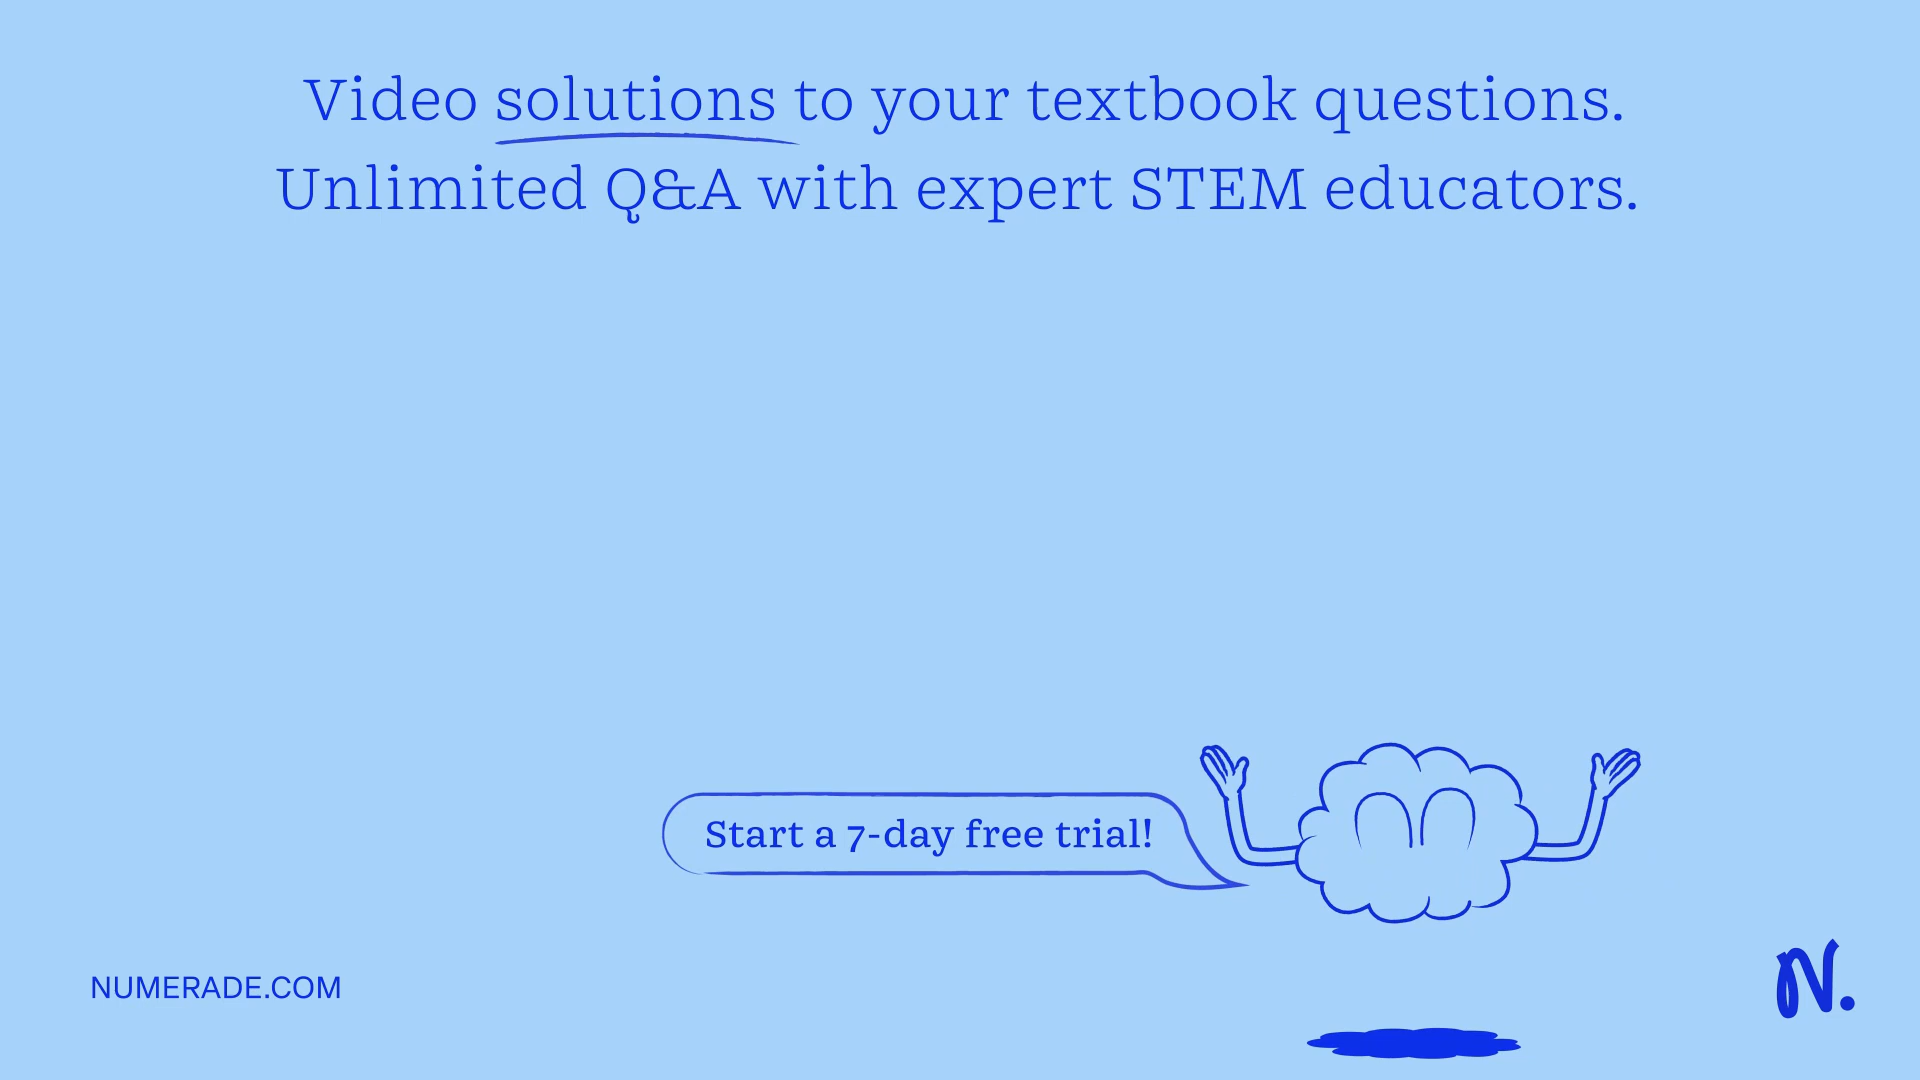 Video solutions to your textbook questions.
Unlimited Q&A with expert STEM educators.
Start a 7-day free trial!
NUMERADE.COM
N.